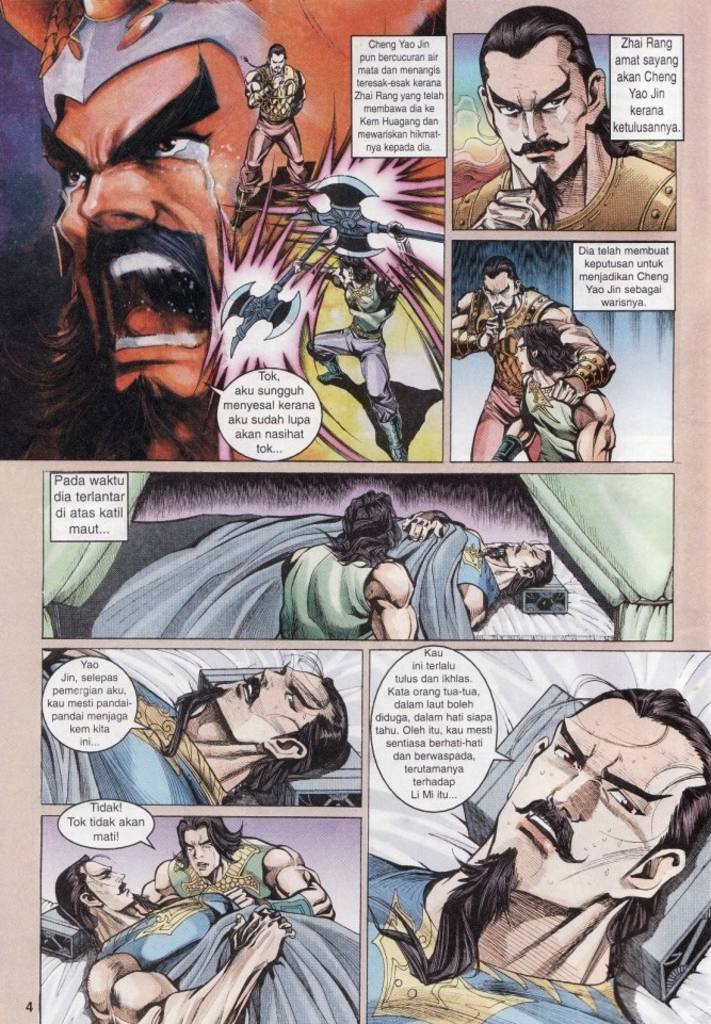 Cheng Yao Jin
pun bercucuran air
mata dan menangis
teresak-esak kerana
Zhai Rang yang telah
membawa dia ke
Kem Huagang dan
mewariskan hikmat-
nya kepada dia.
Zhai Rang
amat sayang
akan Cheng
Yao Jin
kerana
ketulusannya.
Dia telah membuat
keputusan untuk
menjadikan Cheng
Yao Jin sebagai
warisnya.
Tok,
aku sungguh
menyesal kerana
aku sudah lupa
akan nasihat
tok...
Pada waktu
dia terlantar
di atas katil
maut...
Yao
Jin, selepas
pemergian aku,
kau mesti pandai-
pandai menjaga
kem kita
ini...
Kau
ini terlalu
tulus dan ikhlas.
Kata orang tua-tua,
dalam laut boleh
diduga, dalam hati siapa
tahu. Oleh itu, kau mesti
sentiasa berhati-hati
dan berwaspada,
terutamanya
terhadap
Li Mi itu...
Tidak!
Tok tidak akan
mati!
4